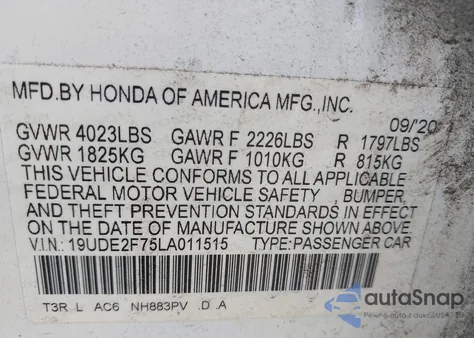 MFD.BY HONDA OF AMERICA MFG.,INC.
09/20
GVWR 4023LBS GAWR F 2226LBS R 1797LBS
GVWR 1825KG GAWR F 1010KG R 815KG
THIS VEHICLE CONFORMS TO ALL APPLICABLE
FEDERAL MOTOR VEHICLE SAFETY , BUMPER,
AND THEFT PREVENTION STANDARDS IN EFFECT
ON THE DATE OF MANUFACTURE SHOWN ABOVE.
V.I.N: 19UDE2F75LA011515 TYPE:PASSENGER CAR
T3R L AC6 NH883PV .D .A
autoSnap